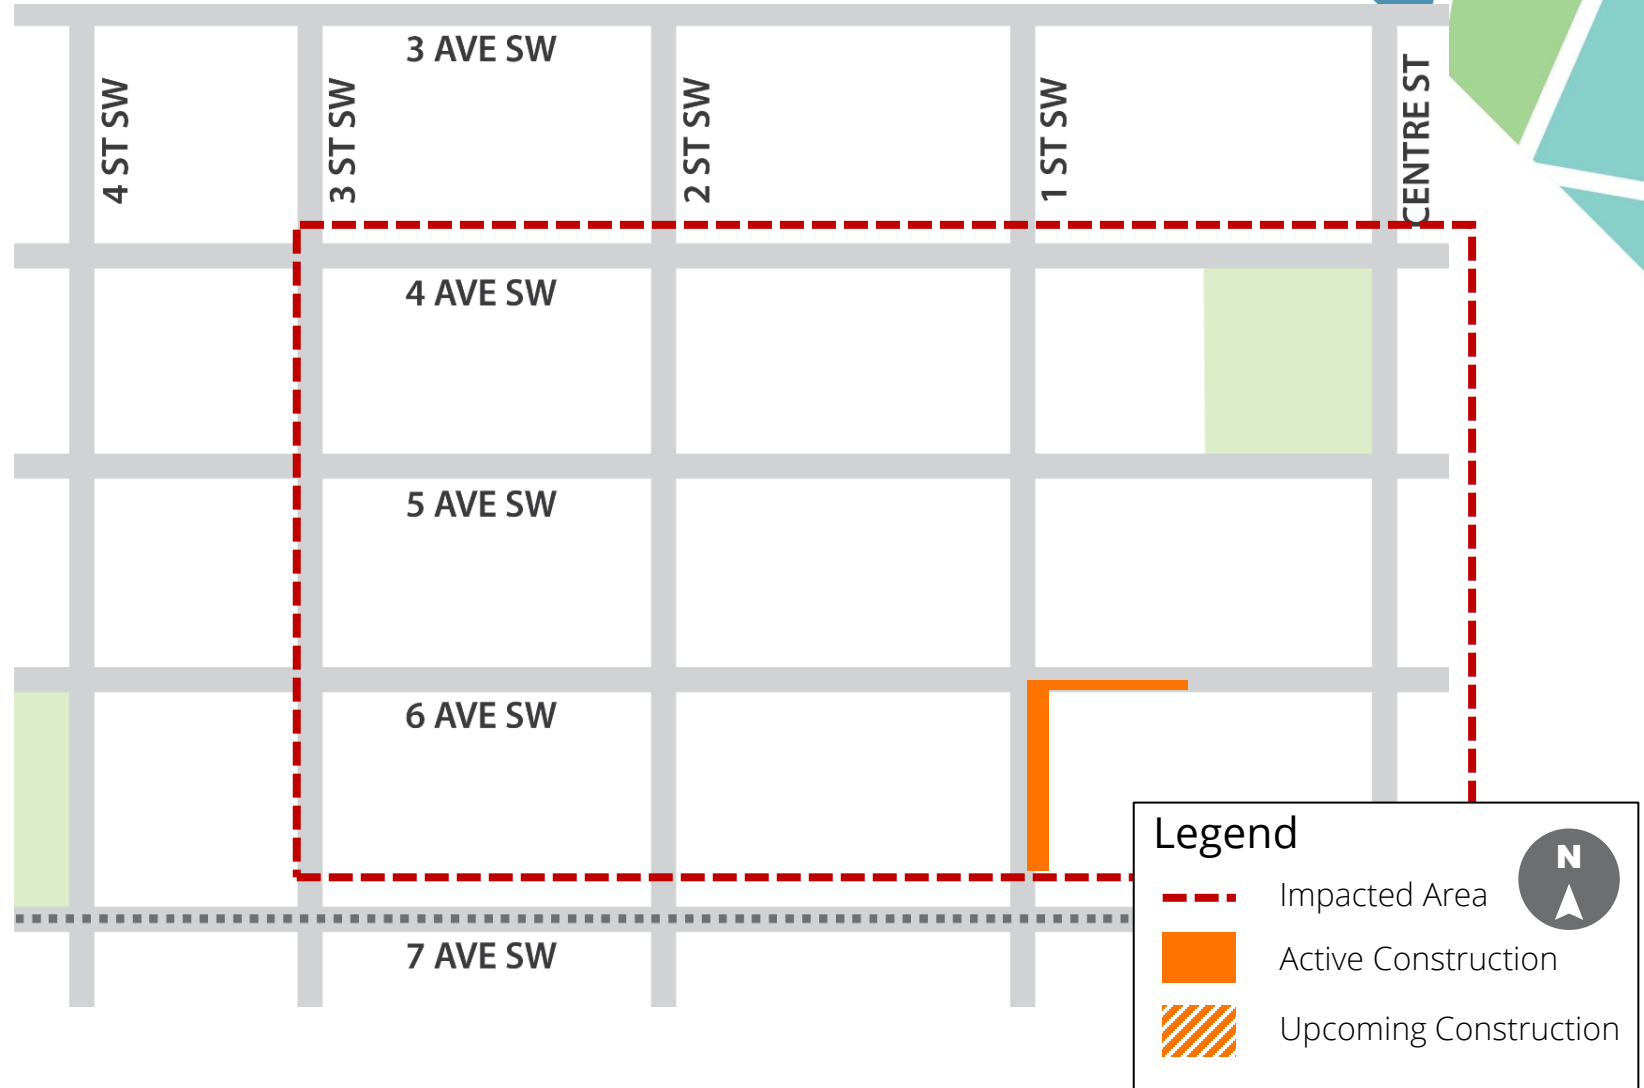 3 AVE SW
4 ST SW
3 ST SW
2 ST SW
1 ST SW
CENTRE ST
4 AVE SW
5 AVE SW
6 AVE SW
7 AVE SW
Legend
N
Impacted Area
Active Construction
Upcoming Construction